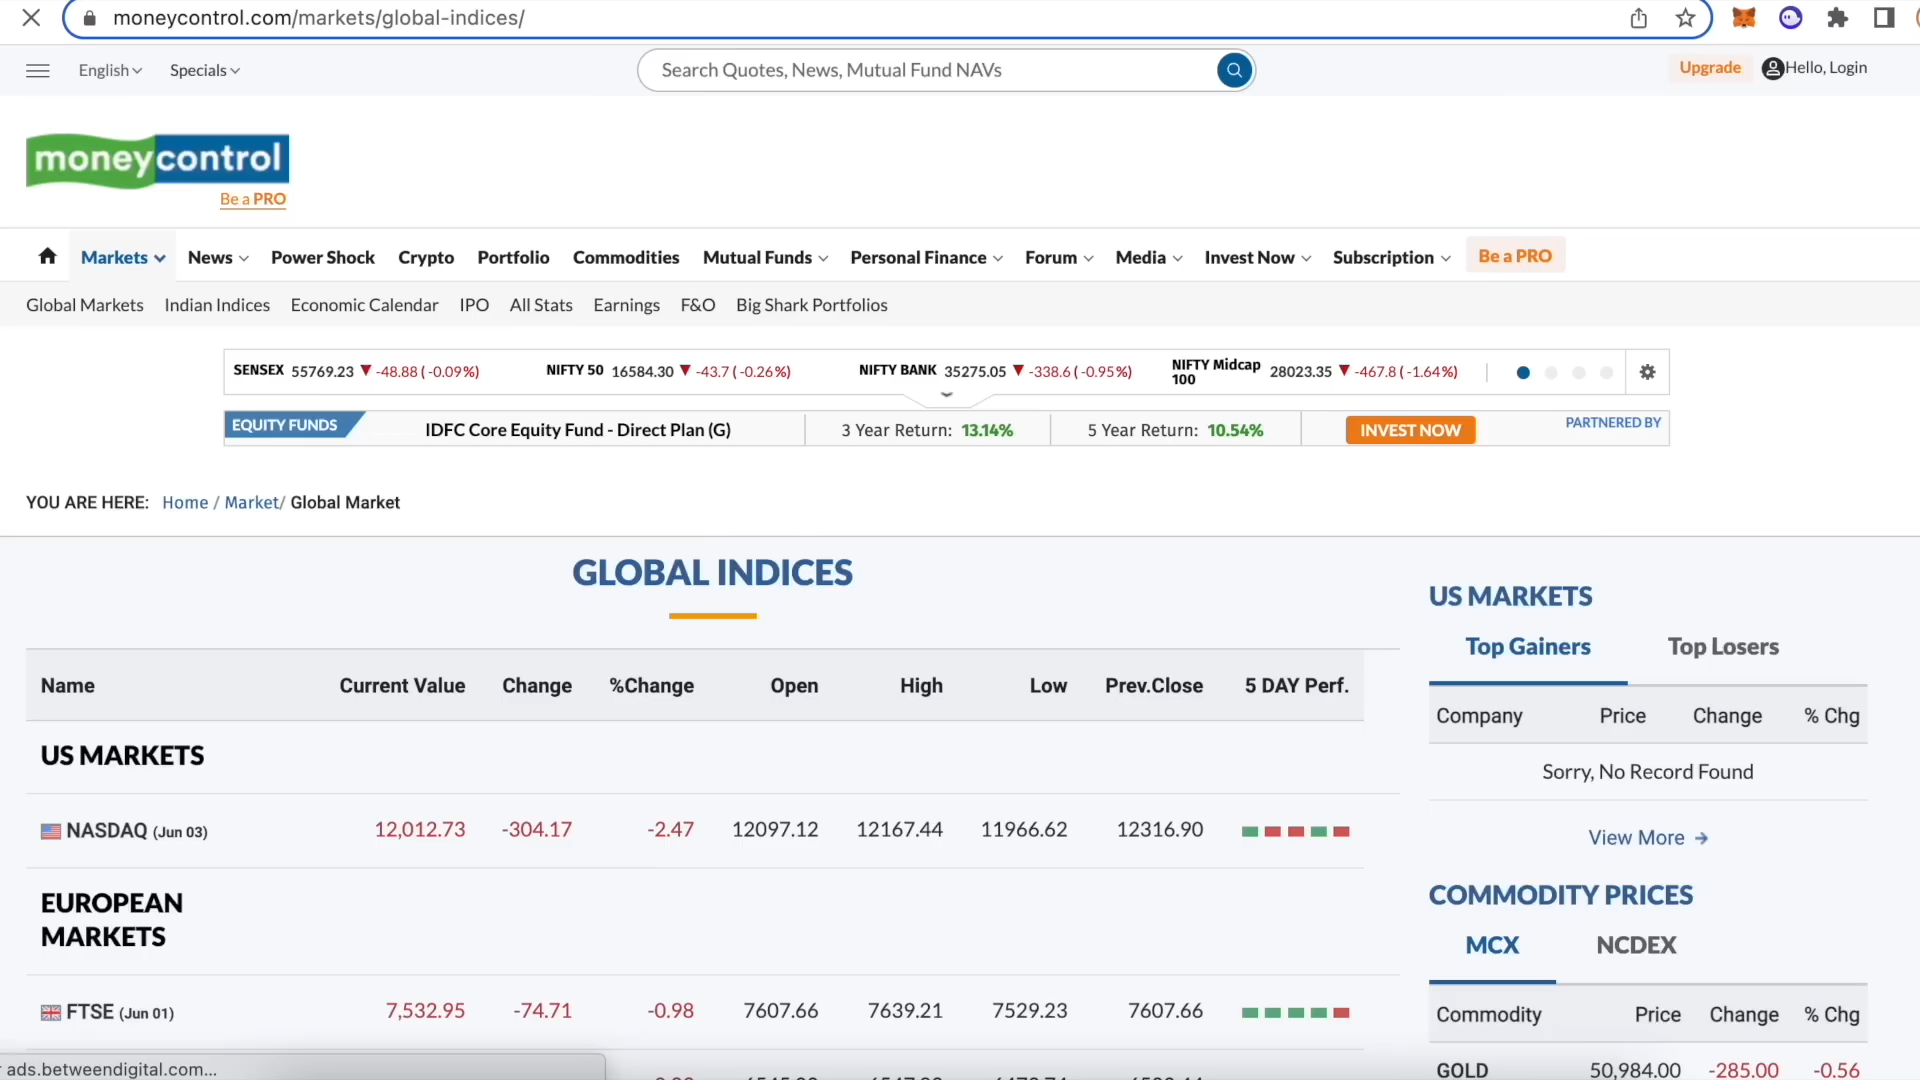 moneycontrol.com/markets/global-indices/
English Specials Search Quotes, News, Mutual Fund NAVs Upgrade Hello, Login
moneycontrol
Be a PRO
Markets News Power Shock Crypto Portfolio Commodities Mutual Funds Personal Finance Forum Media Invest Now Subscription Be a PRO
Global Markets Indian Indices Economic Calendar IPO All Stats Earnings F&O Big Shark Portfolios
SENSEX 55769.23 ▼ -48.88 ( -0.09%) NIFTY 50 16584.30 ▼ -43.7 ( -0.26%) NIFTY BANK 35275.05 ▼ -338.6 ( -0.95%) NIFTY Midcap 100 28023.35 ▼ -467.8 ( -1.64%)
EQUITY FUNDS IDFC Core Equity Fund - Direct Plan (G) 3 Year Return: 13.14% 5 Year Return: 10.54% INVEST NOW PARTNERED BY
YOU ARE HERE: Home / Market/ Global Market
GLOBAL INDICES
Name Current Value Change %Change Open High Low Prev.Close 5 DAY Perf.
US MARKETS
NASDAQ (Jun 03) 12,012.73 -304.17 -2.47 12097.12 12167.44 11966.62 12316.90
EUROPEAN
MARKETS
FTSE (Jun 01) 7,532.95 -74.71 -0.98 7607.66 7639.21 7529.23 7607.66
US MARKETS
Top Gainers Top Losers
Company Price Change % Chg
Sorry, No Record Found
View More →
COMMODITY PRICES
MCX NCDEX
Commodity Price Change % Chg
GOLD 50,984.00 -285.00 -0.56
ads.betweendigital.com...